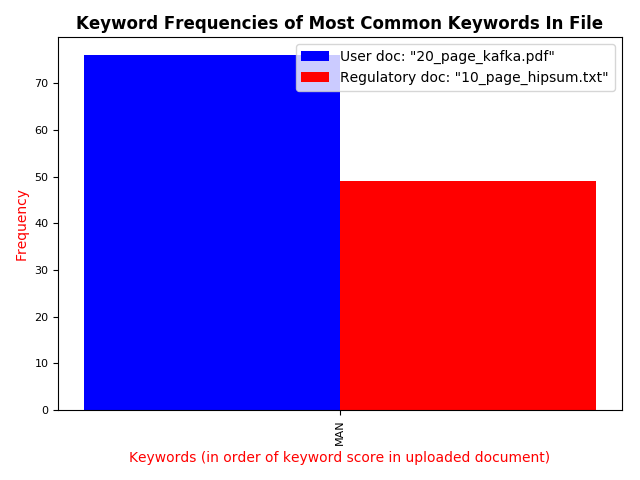 Keyword Frequencies of Most Common Keywords In File
User doc: "20_page_kafka.pdf"
Regulatory doc: "10_page_hipsum.txt"
Frequency
70
60
50
40
30
20
10
0
MAN
Keywords (in order of keyword score in uploaded document)